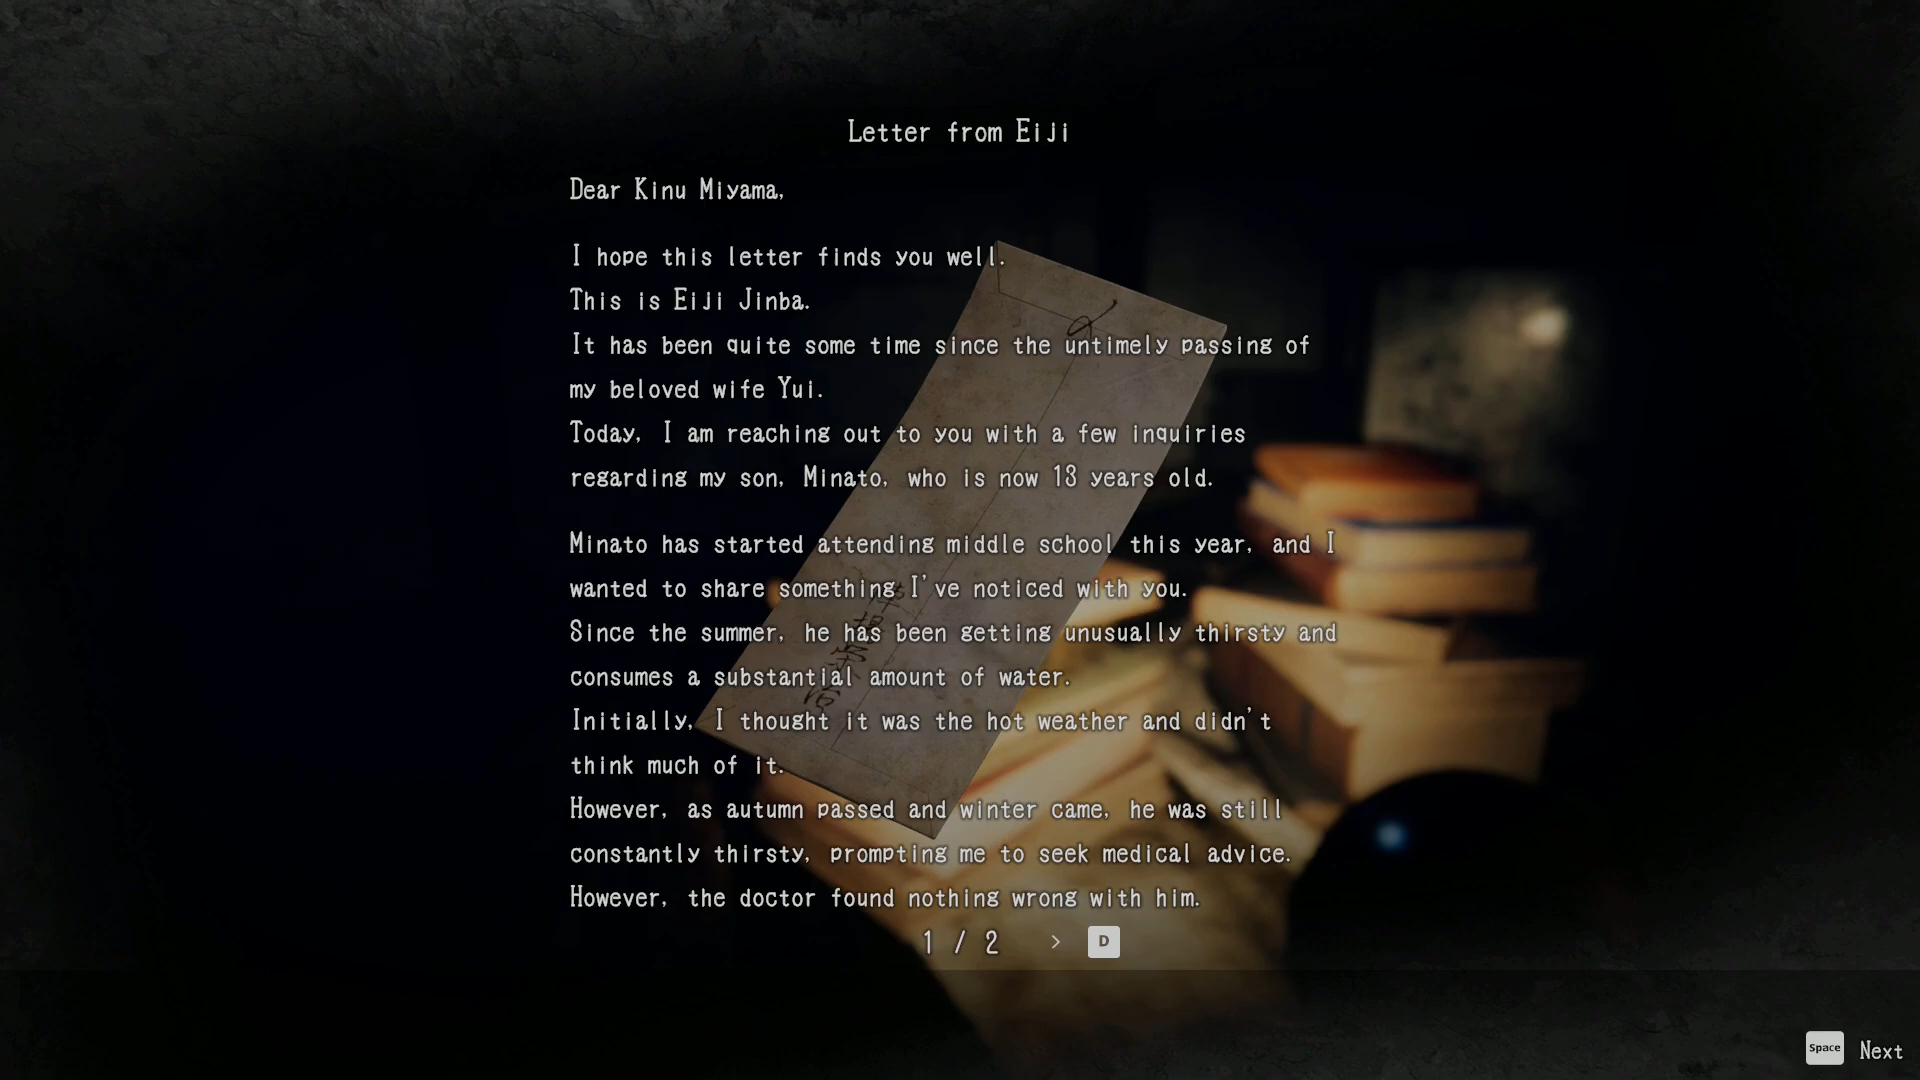 Letter from Eiji
Dear Kinu Miyama,
I hope this letter finds you well.
This is Eiji Jinba.
It has been quite some time since the untimely passing of
my beloved wife Yui.
Today, I am reaching out to you with a few inquiries
regarding my son, Minato, who is now 13 years old.
Minato has started attending middle school this year, and I
wanted to share something I've noticed with you.
Since the summer, he has been getting unusually thirsty and
consumes a substantial amount of water.
Initially, I thought it was the hot weather and didn't
think much of it.
However, as autumn passed and winter came, he was still
constantly thirsty, prompting me to seek medical advice.
However, the doctor found nothing wrong with him.
1 / 2 > D
Space Next